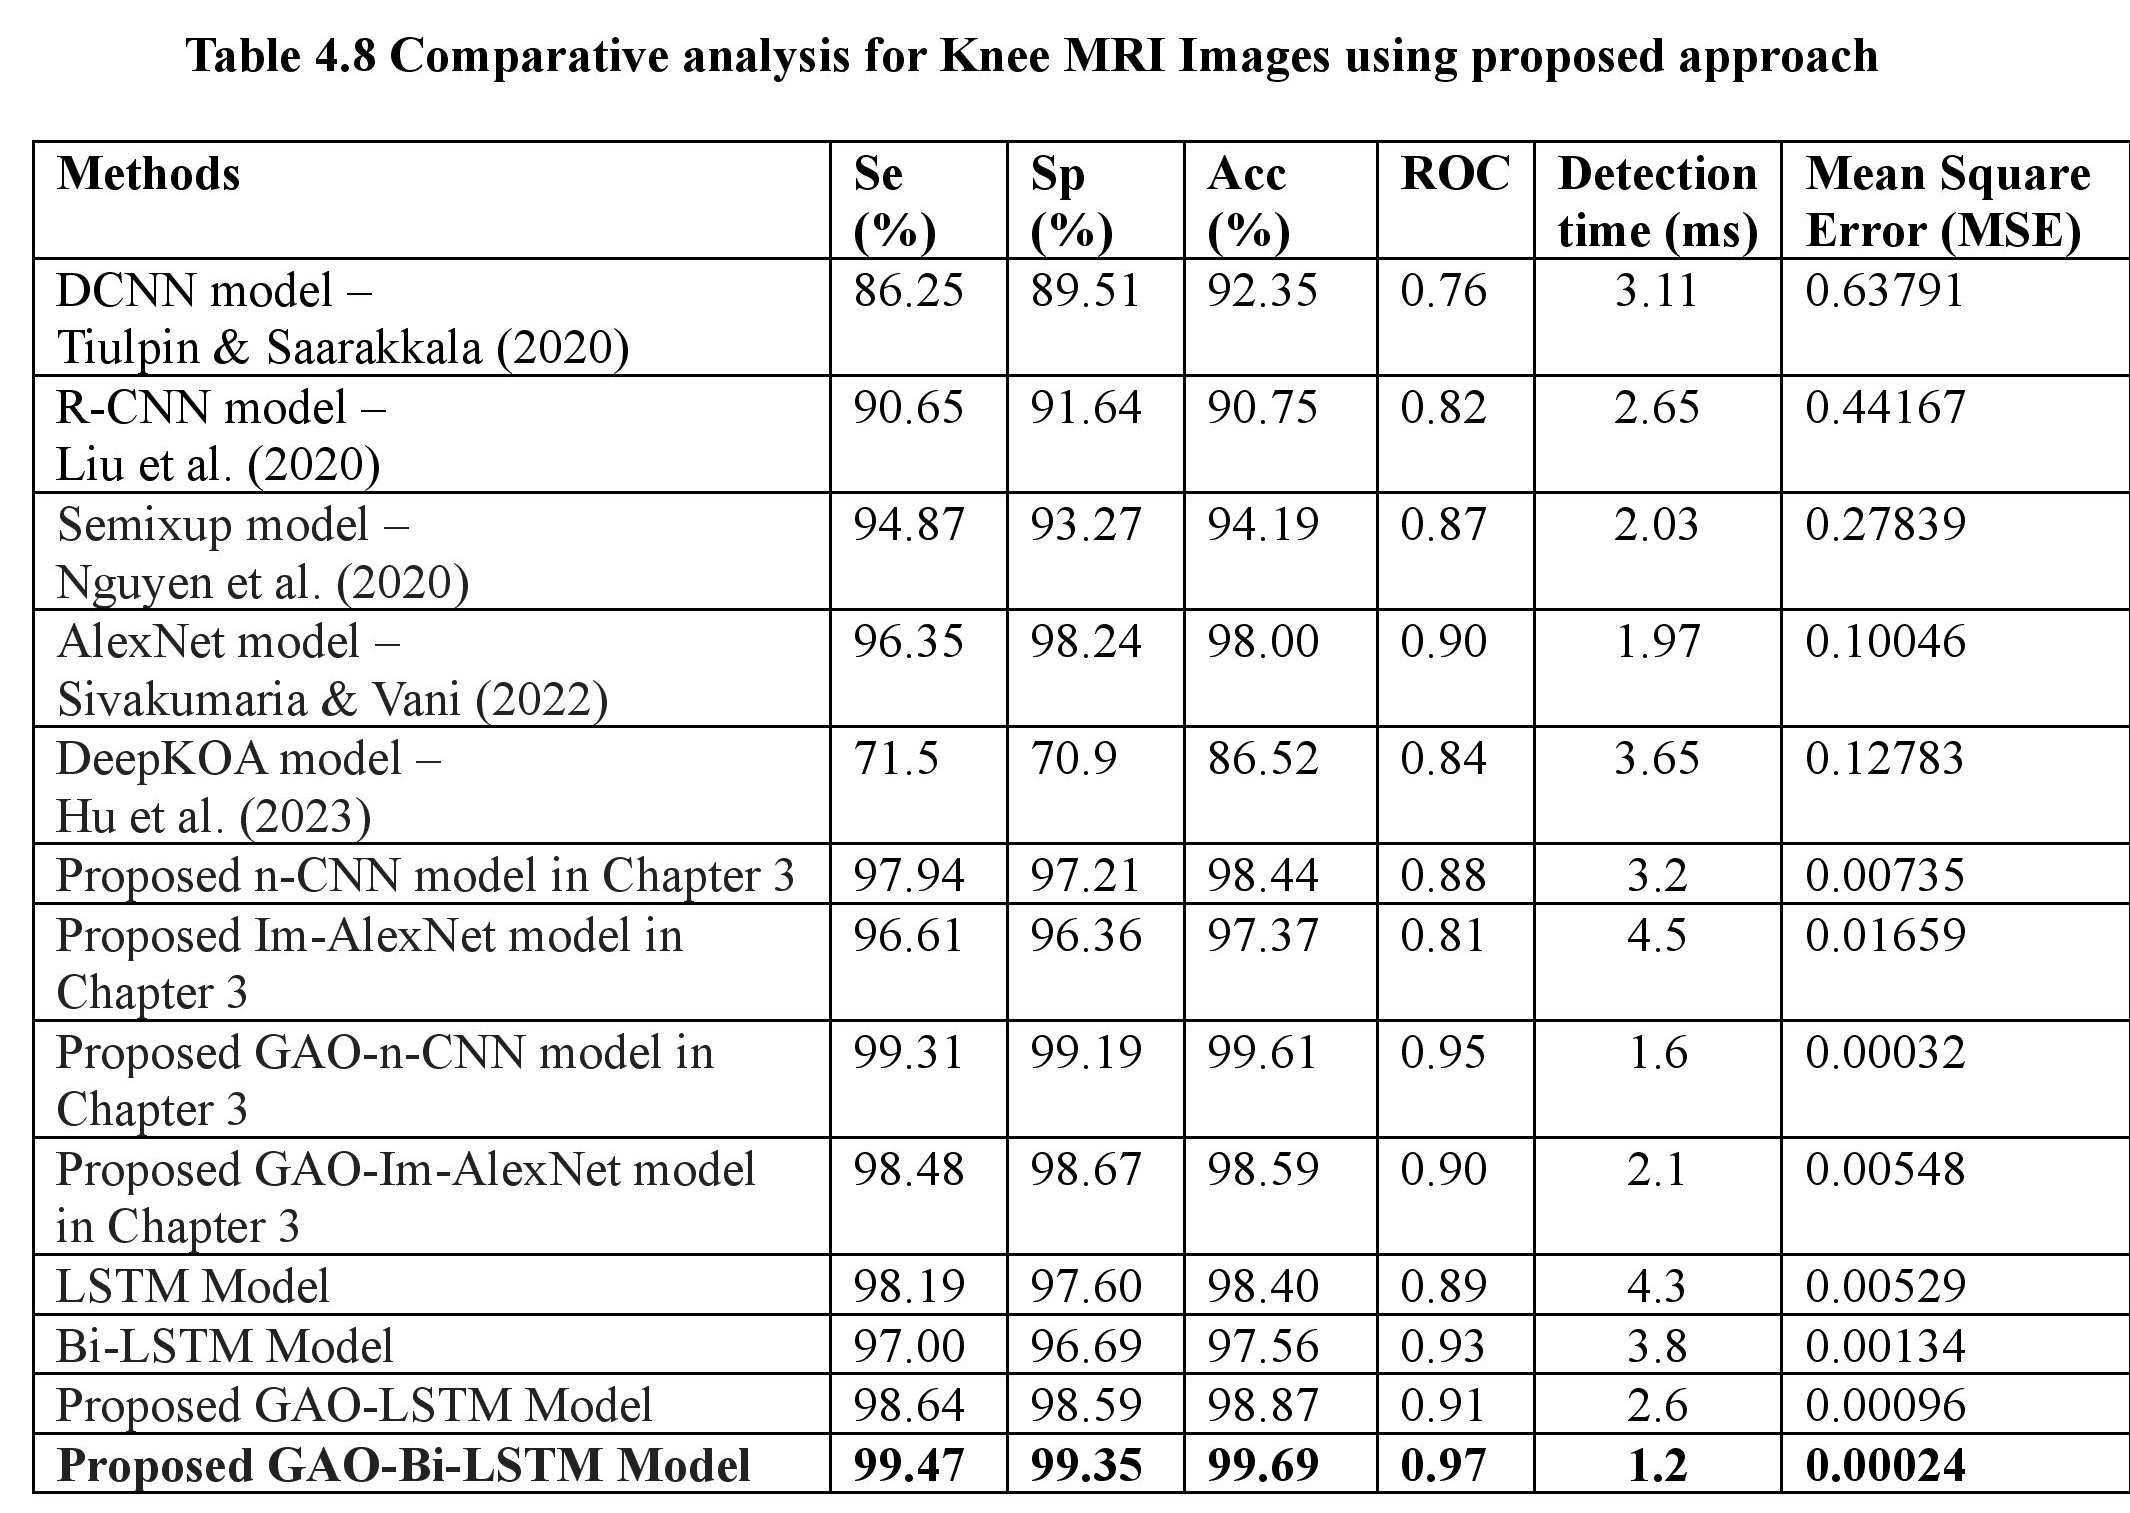 Table 4.8 Comparative analysis for Knee MRI Images using proposed approach
Methods Se (%) Sp (%) Acc (%) ROC Detection time (ms) Mean Square Error (MSE)
DCNN model –
Tiulpin & Saarakkala (2020) 86.25 89.51 92.35 0.76 3.11 0.63791
R-CNN model –
Liu et al. (2020) 90.65 91.64 90.75 0.82 2.65 0.44167
Semixup model –
Nguyen et al. (2020) 94.87 93.27 94.19 0.87 2.03 0.27839
AlexNet model –
Sivakumaria & Vani (2022) 96.35 98.24 98.00 0.90 1.97 0.10046
DeepKOA model –
Hu et al. (2023) 71.5 70.9 86.52 0.84 3.65 0.12783
Proposed n-CNN model in Chapter 3 97.94 97.21 98.44 0.88 3.2 0.00735
Proposed Im-AlexNet model in
Chapter 3 96.61 96.36 97.37 0.81 4.5 0.01659
Proposed GAO-n-CNN model in
Chapter 3 99.31 99.19 99.61 0.95 1.6 0.00032
Proposed GAO-Im-AlexNet model
in Chapter 3 98.48 98.67 98.59 0.90 2.1 0.00548
LSTM Model 98.19 97.60 98.40 0.89 4.3 0.00529
Bi-LSTM Model 97.00 96.69 97.56 0.93 3.8 0.00134
Proposed GAO-LSTM Model 98.64 98.59 98.87 0.91 2.6 0.00096
Proposed GAO-Bi-LSTM Model 99.47 99.35 99.69 0.97 1.2 0.00024